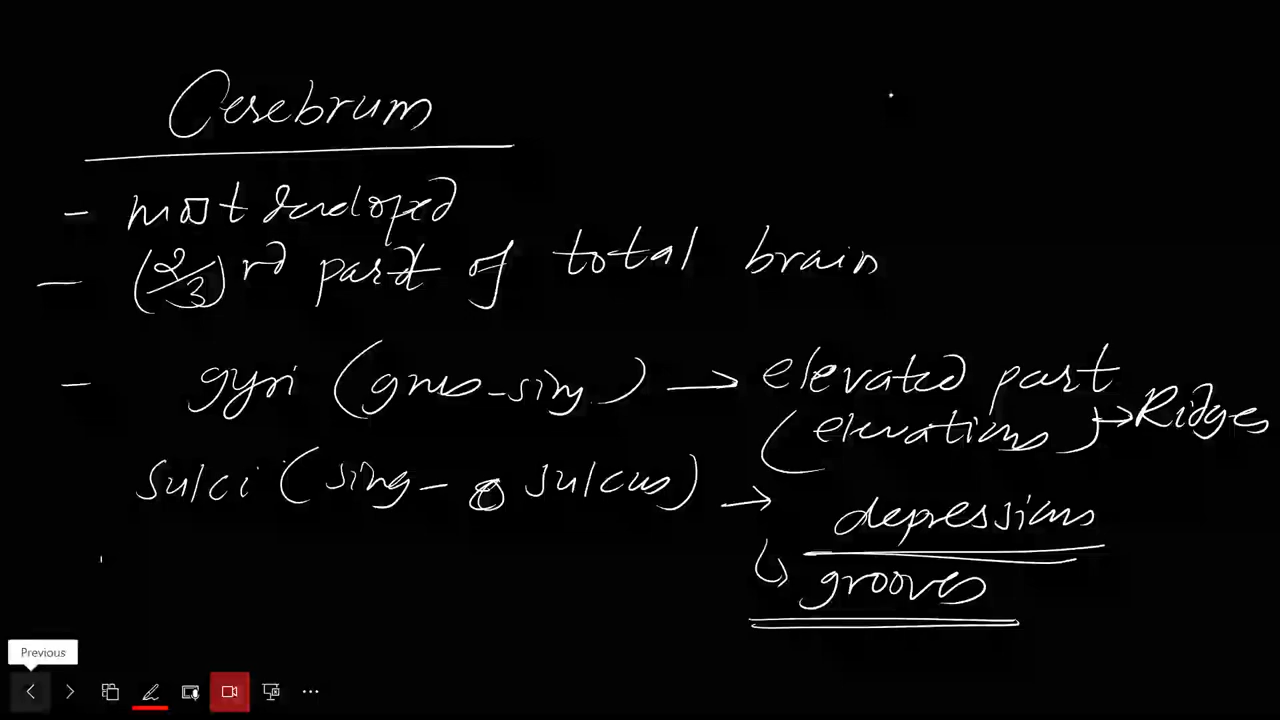 Cerebrum
- most developed
- (2/3)rd part of total brain
- gyri (gyrus - sing.) → elevated part
(elevations) → Ridges
sulci (sing - sulcus) → depressions
↳ grooves
Previous